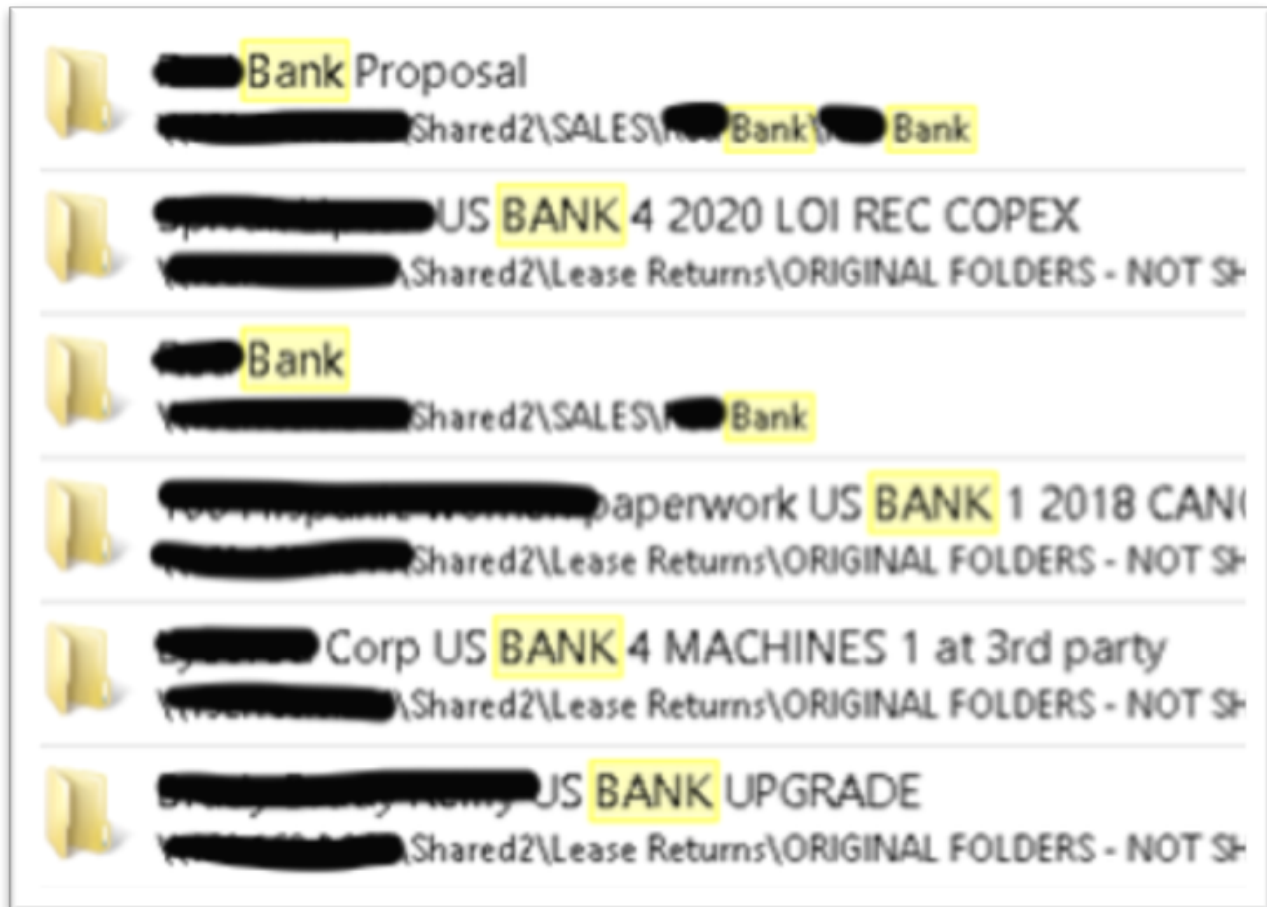 Bank Proposal
Shared2\SALES\ Bank\ Bank
US BANK 4 2020 LOI REC COPEX
\Shared2\Lease Returns\ORIGINAL FOLDERS - NOT SH
Bank
Shared2\SALES\ Bank
paperwork US BANK 1 2018 CANC
Shared2\Lease Returns\ORIGINAL FOLDERS - NOT SH
Corp US BANK 4 MACHINES 1 at 3rd party
\Shared2\Lease Returns\ORIGINAL FOLDERS - NOT SH
US BANK UPGRADE
\Shared2\Lease Returns\ORIGINAL FOLDERS - NOT SH